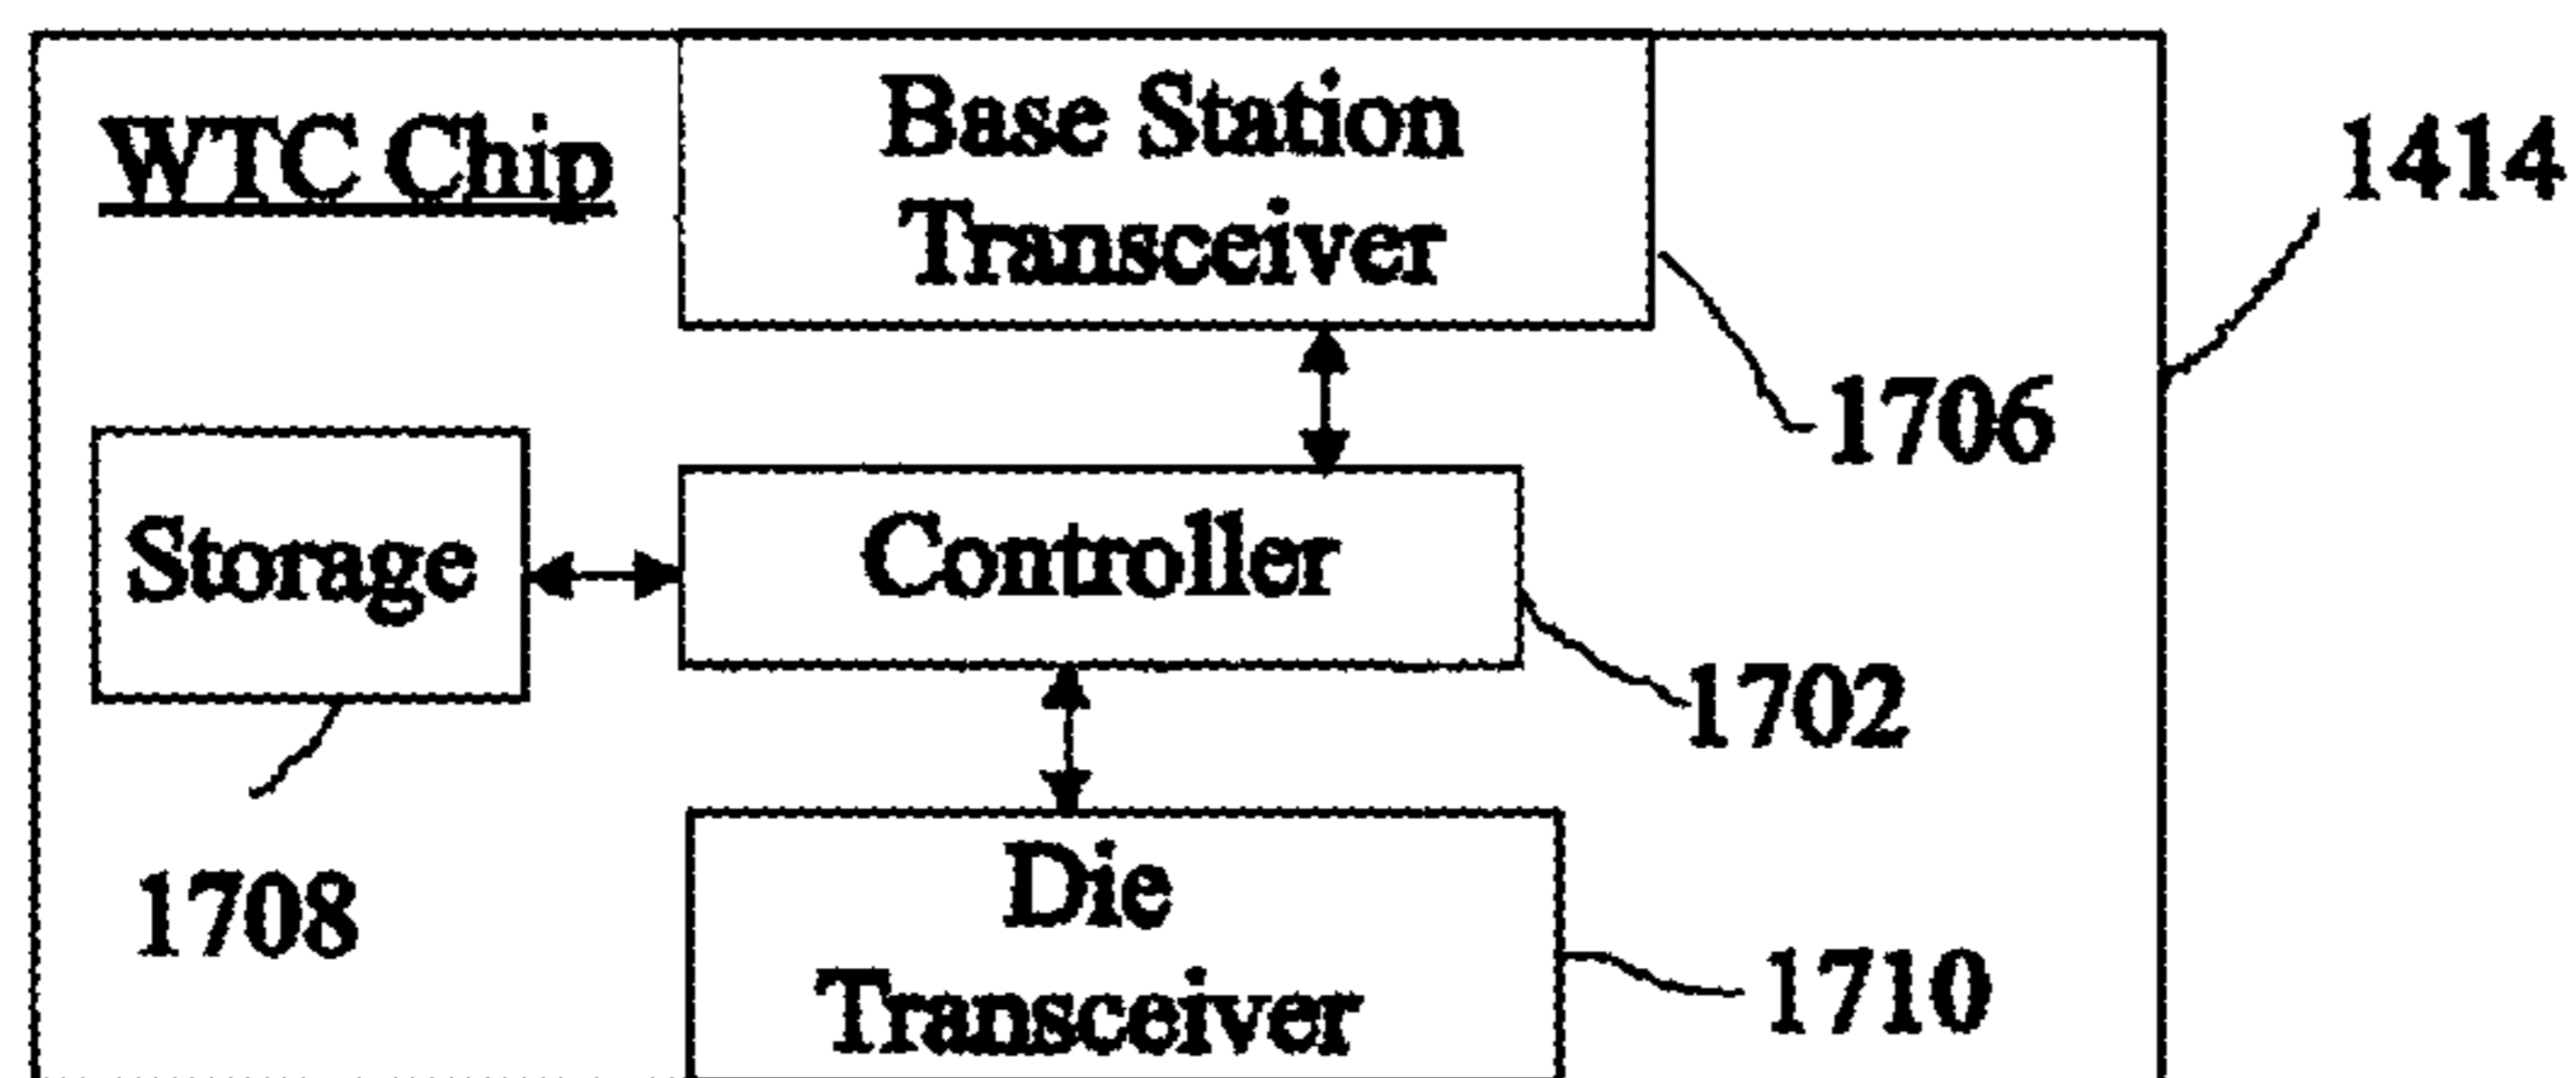 WTC Chip
Base Station
Transceiver
1414
1706
Storage
Controller
1702
1708
Die
Transceiver
1710